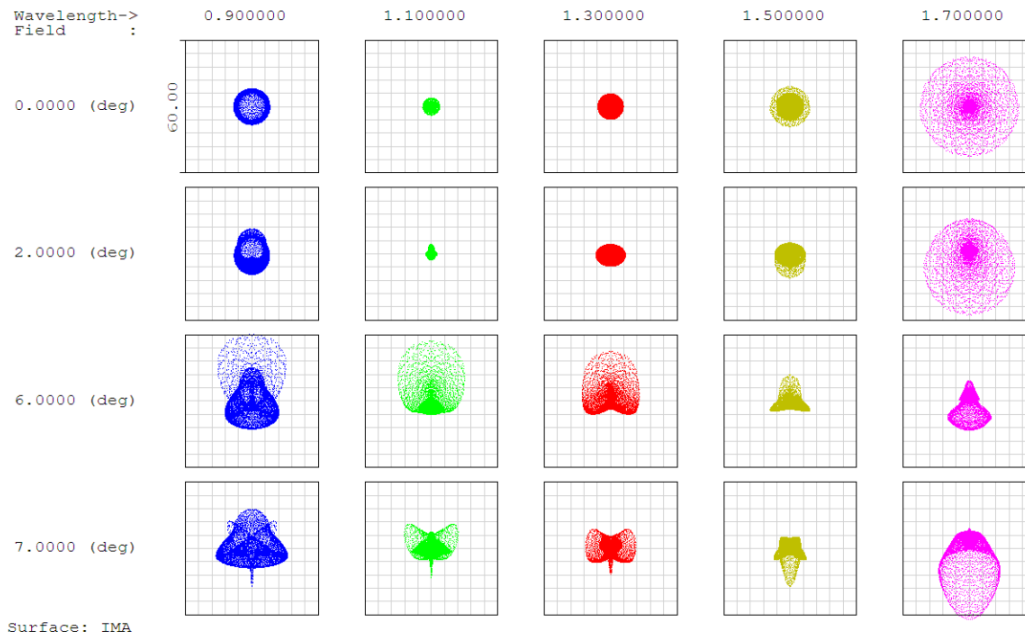 Wavelength-> 0.900000 1.100000 1.300000 1.500000 1.700000
Field :
0.0000 (deg)
60.00
2.0000 (deg)
6.0000 (deg)
7.0000 (deg)
Surface: IMA